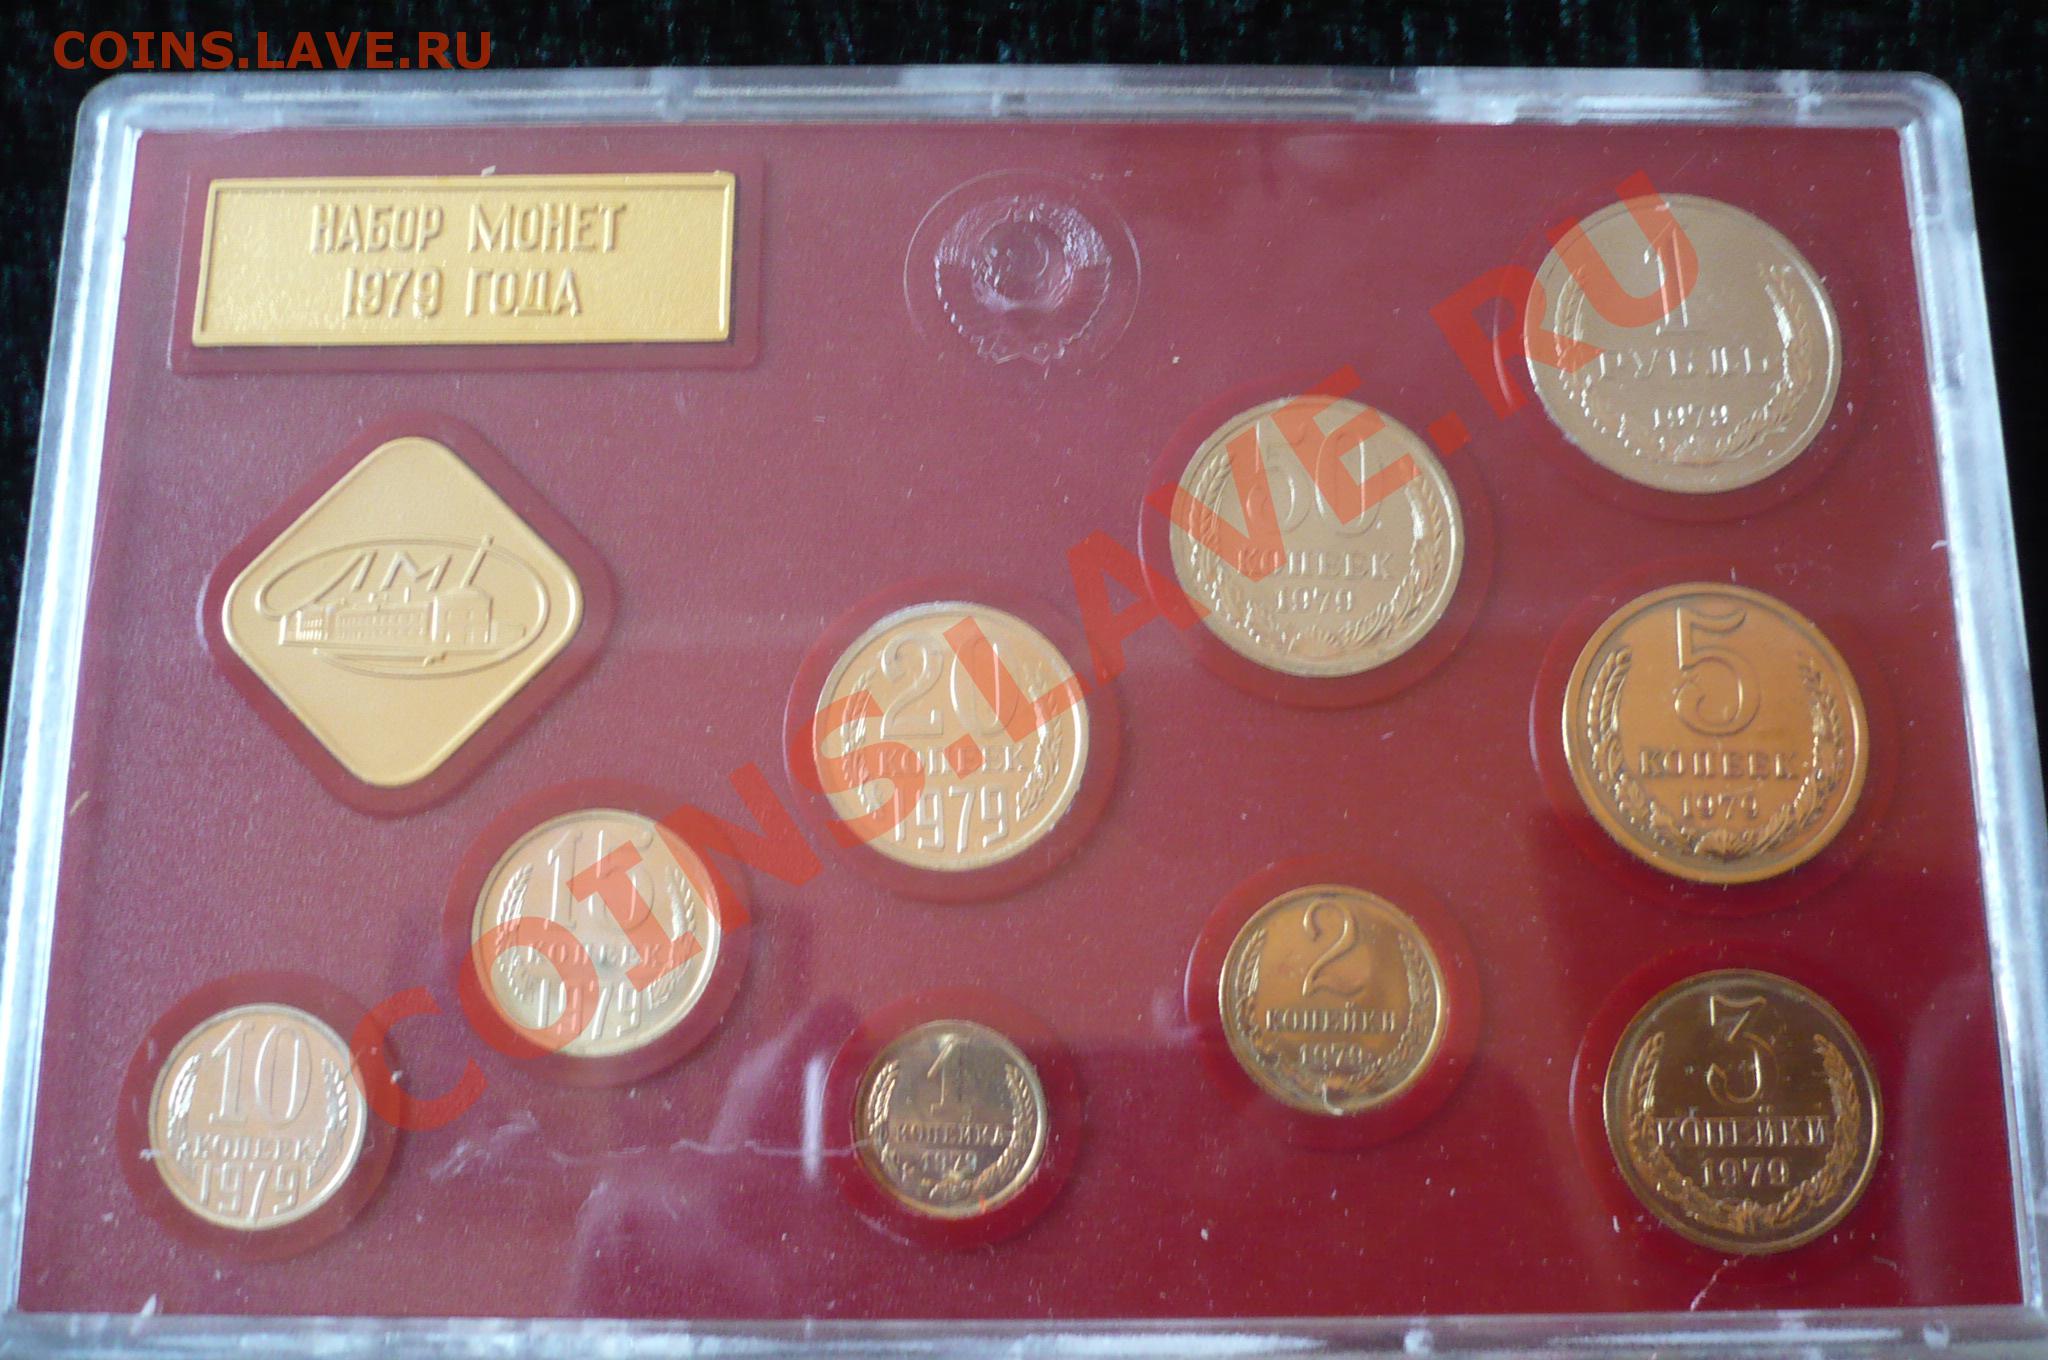 COINS.LAVE.RU
НАБОР МОНЕТ
1979 ГОДА
ЛМД
1
РУБЛЬ
1979
50
КОПЕЕК
1979
20
КОПЕЕК
1979
5
КОПЕЕК
1979
15
КОПЕЕК
1979
10
КОПЕЕК
1979
1
КОПЕЙКА
1979
2
КОПЕЙКИ
1979
3
КОПЕЙКИ
1979
COINS.LAVE.RU